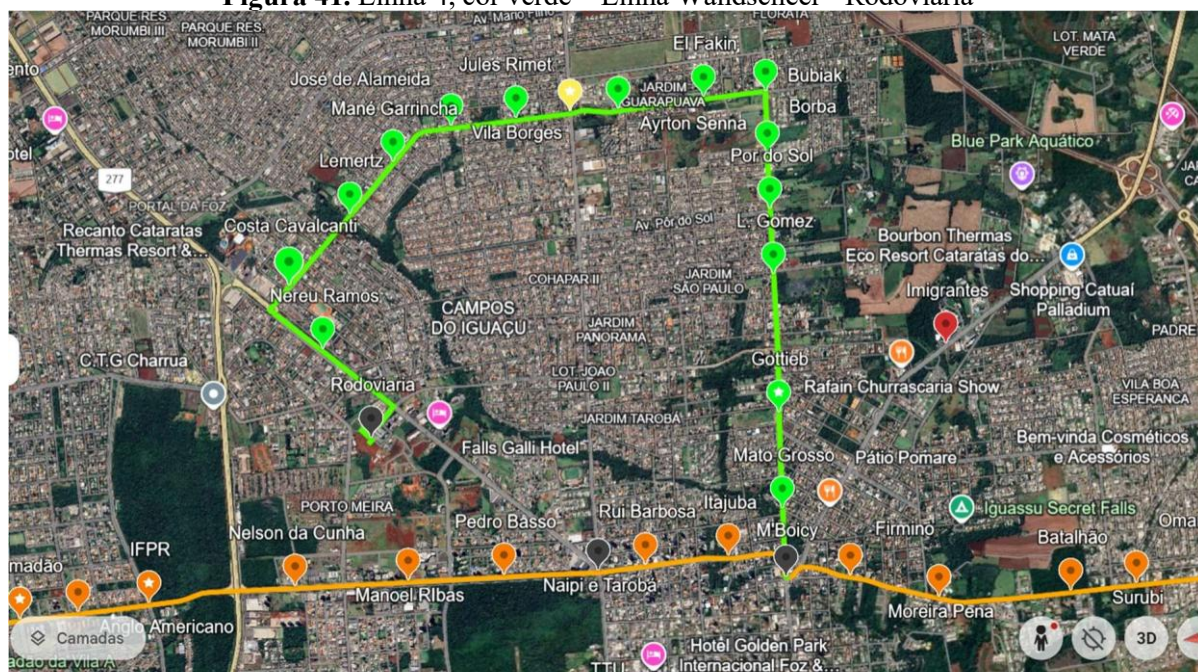 Figura 41. Linha 4, cor verde – Linha Wandscheer - Rodoviária
PARQUE RES.
MORUMBI III
PARQUE RES.
MORUMBI II
Av. Mário Filho
FLORATA
LOT. MATA
VERDE
El Fakin
Jules Rimet
José de Alameida
Bubiak
JARDIM
GUARAPUAVA
Mané Garrincha
Borba
Vila Borges
Ayrton Senna
Lemertz
Por do Sol
Blue Park Aquático
277
PORTAL DA FOZ
Costa Cavalcanti
L. Gomez
Av. Pôr do Sol
Recanto Cataratas
Thermas Resort &...
Bourbon Thermas
Eco Resort Cataratas do...
COHAPAR II
JARDIM
SÃO PAULO
Imigrantes
Shopping Catuaí
Palladium
Nereu Ramos
CAMPOS
DO IGUAÇU
JARDIM
PANORAMA
PADRE
Gottieb
C.T.G Charrua
LOT. JOAO
PAULO II
Rodoviaria
Rafain Churrascaria Show
VILA BOA
ESPERANCA
JARDIM TAROBÁ
Falls Galli Hotel
Mato Grosso
Pátio Pomare
Bem-vinda Cosméticos
e Acessórios
PORTO MEIRA
Itajuba
Rui Barbosa
Pedro Basso
Nelson da Cunha
M'Boicy
Firmino
Iguassu Secret Falls
Batalhão
IFPR
Naipi e Tarobá
Manoel RIbas
Moreira Pena
Surubi
Anglo Americano
Camadas
Hotel Golden Park
Internacional Foz &...
TTU
3D